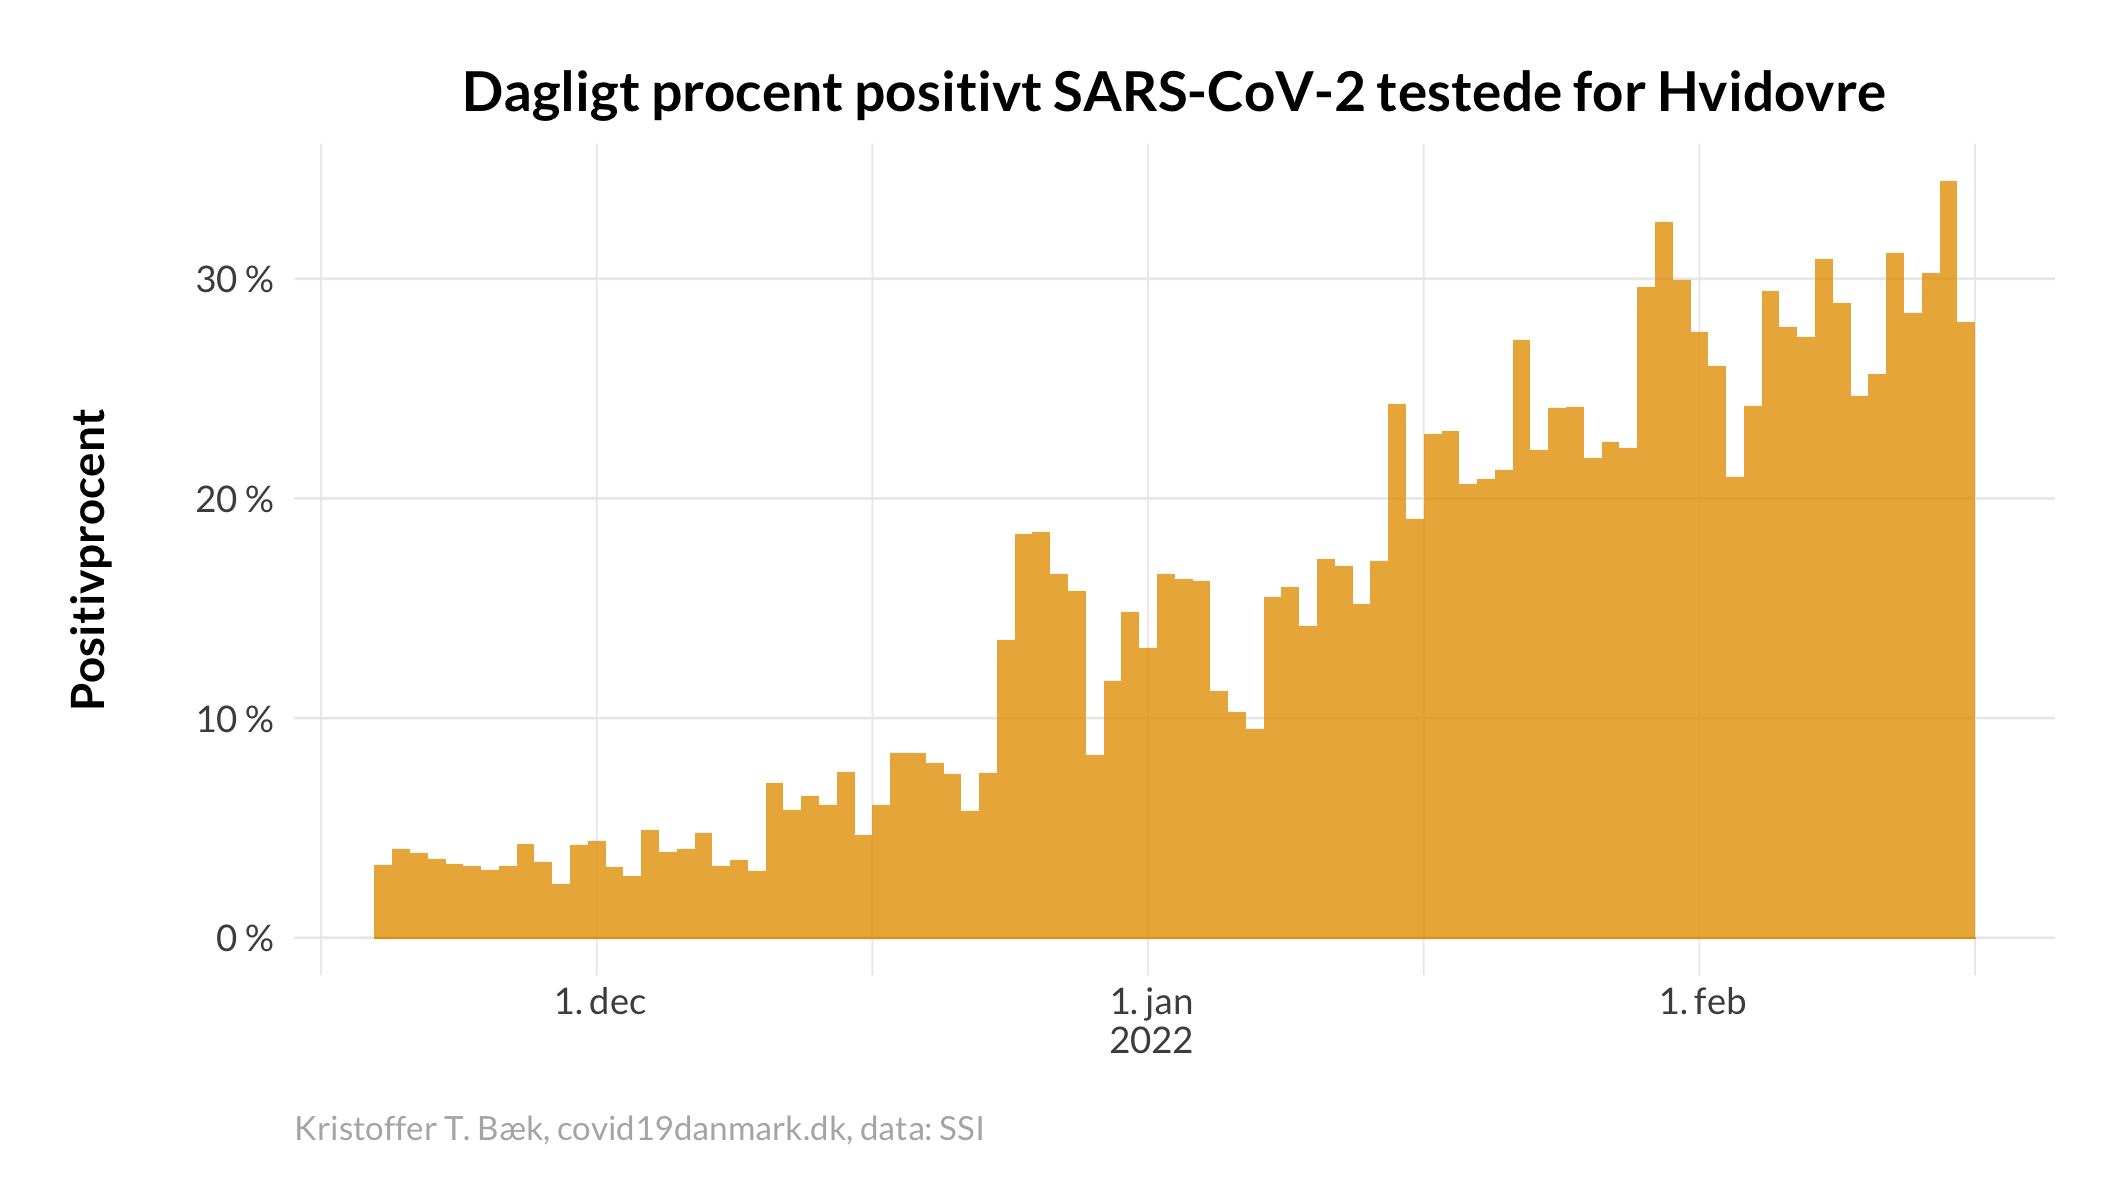 Dagligt procent positivt SARS-CoV-2 testede for Hvidovre
Positivprocent
30 %
20 %
10 %
0 %
1. dec
1. jan
2022
1. feb
Kristoffer T. Bæk, covid19danmark.dk, data: SSI